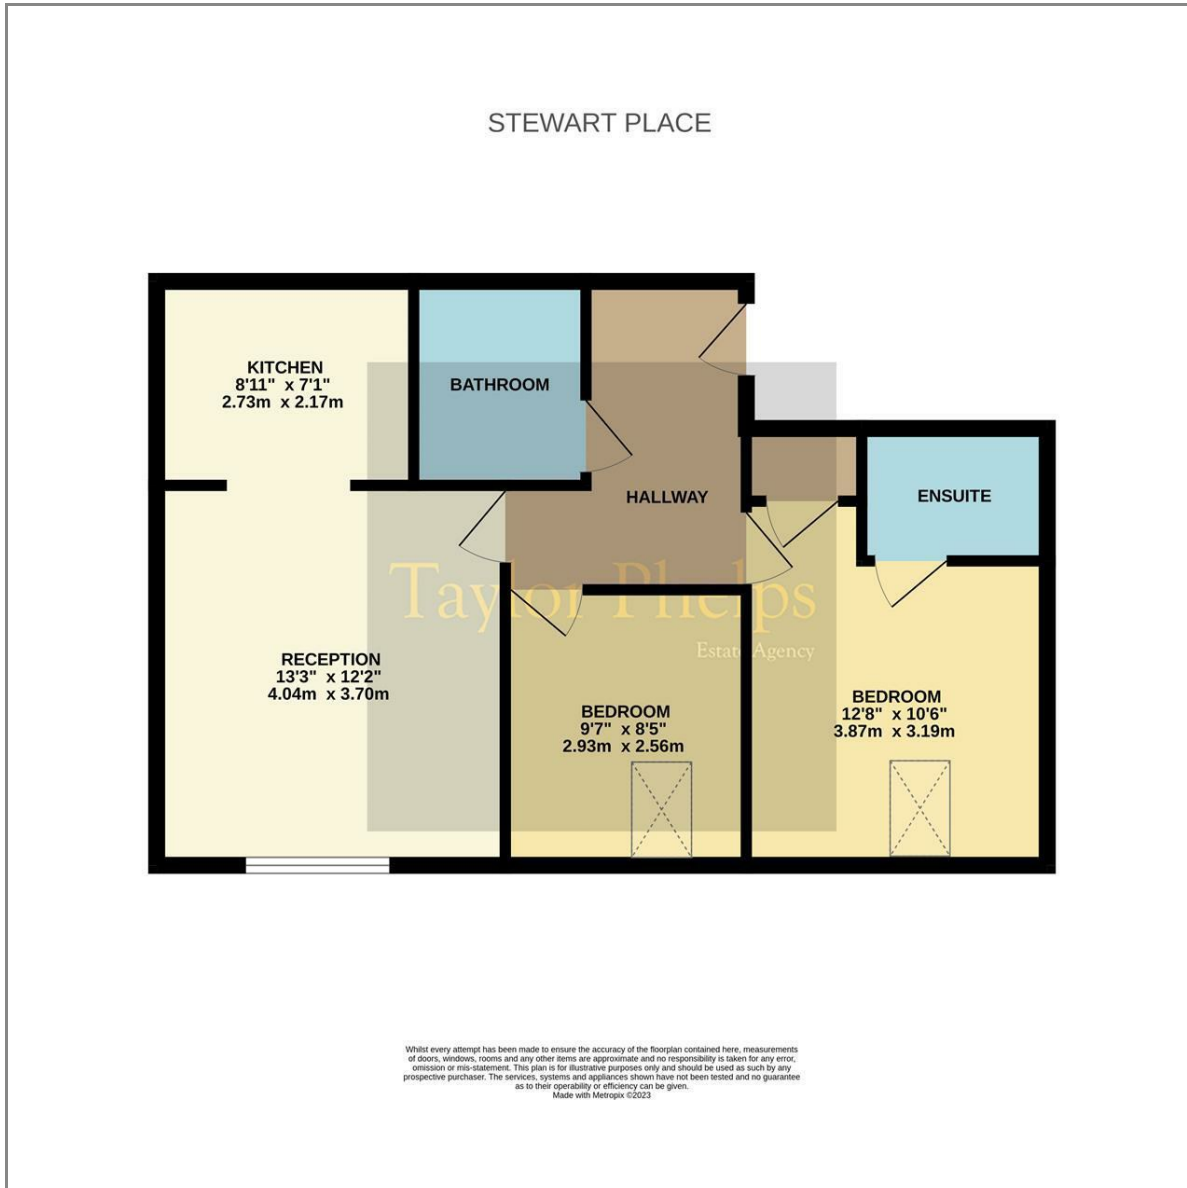 STEWART PLACE
KITCHEN
8'11" x 7'1"
2.73m x 2.17m
BATHROOM
HALLWAY
ENSUITE
Taylor Phelps
Estate Agency
RECEPTION
13'3" x 12'2"
4.04m x 3.70m
BEDROOM
9'7" x 8'5"
2.93m x 2.56m
BEDROOM
12'8" x 10'6"
3.87m x 3.19m
Whilst every attempt has been made to ensure the accuracy of the floorplan contained here, measurements
of doors, windows, rooms and any other items are approximate and no responsibility is taken for any error,
omission or mis-statement. This plan is for illustrative purposes only and should be used as such by any
prospective purchaser. The services, systems and appliances shown have not been tested and no guarantee
as to their operability or efficiency can be given.
Made with Metropix ©2023